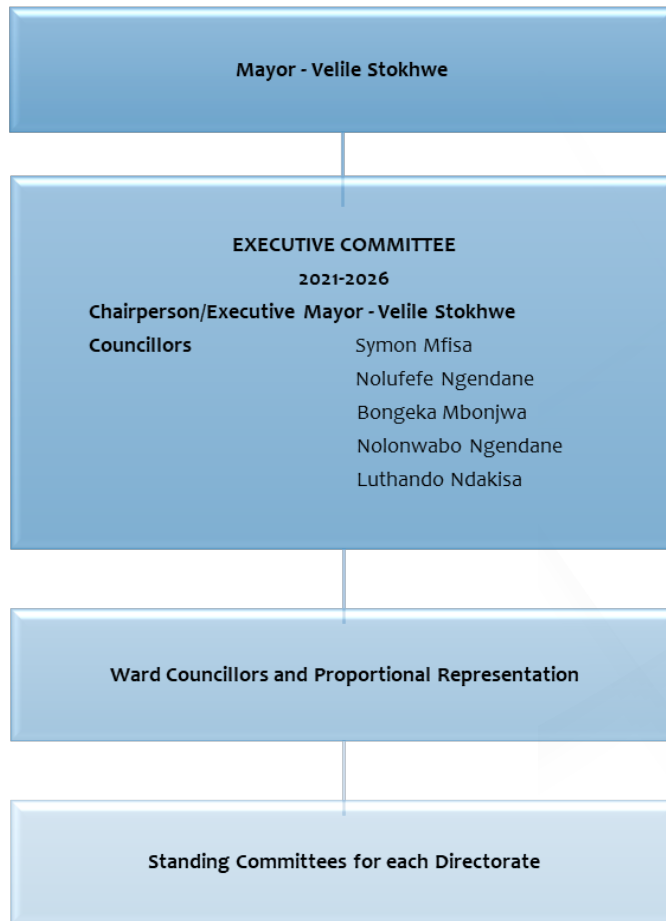 Mayor - Velile Stokhwe
EXECUTIVE COMMITTEE
2021-2026
Chairperson/Executive Mayor - Velile Stokhwe
Councillors Symon Mfisa
Nolufefe Ngendane
Bongeka Mbonjwa
Nolonwabo Ngendane
Luthando Ndakisa
Ward Councillors and Proportional Representation
Standing Committees for each Directorate